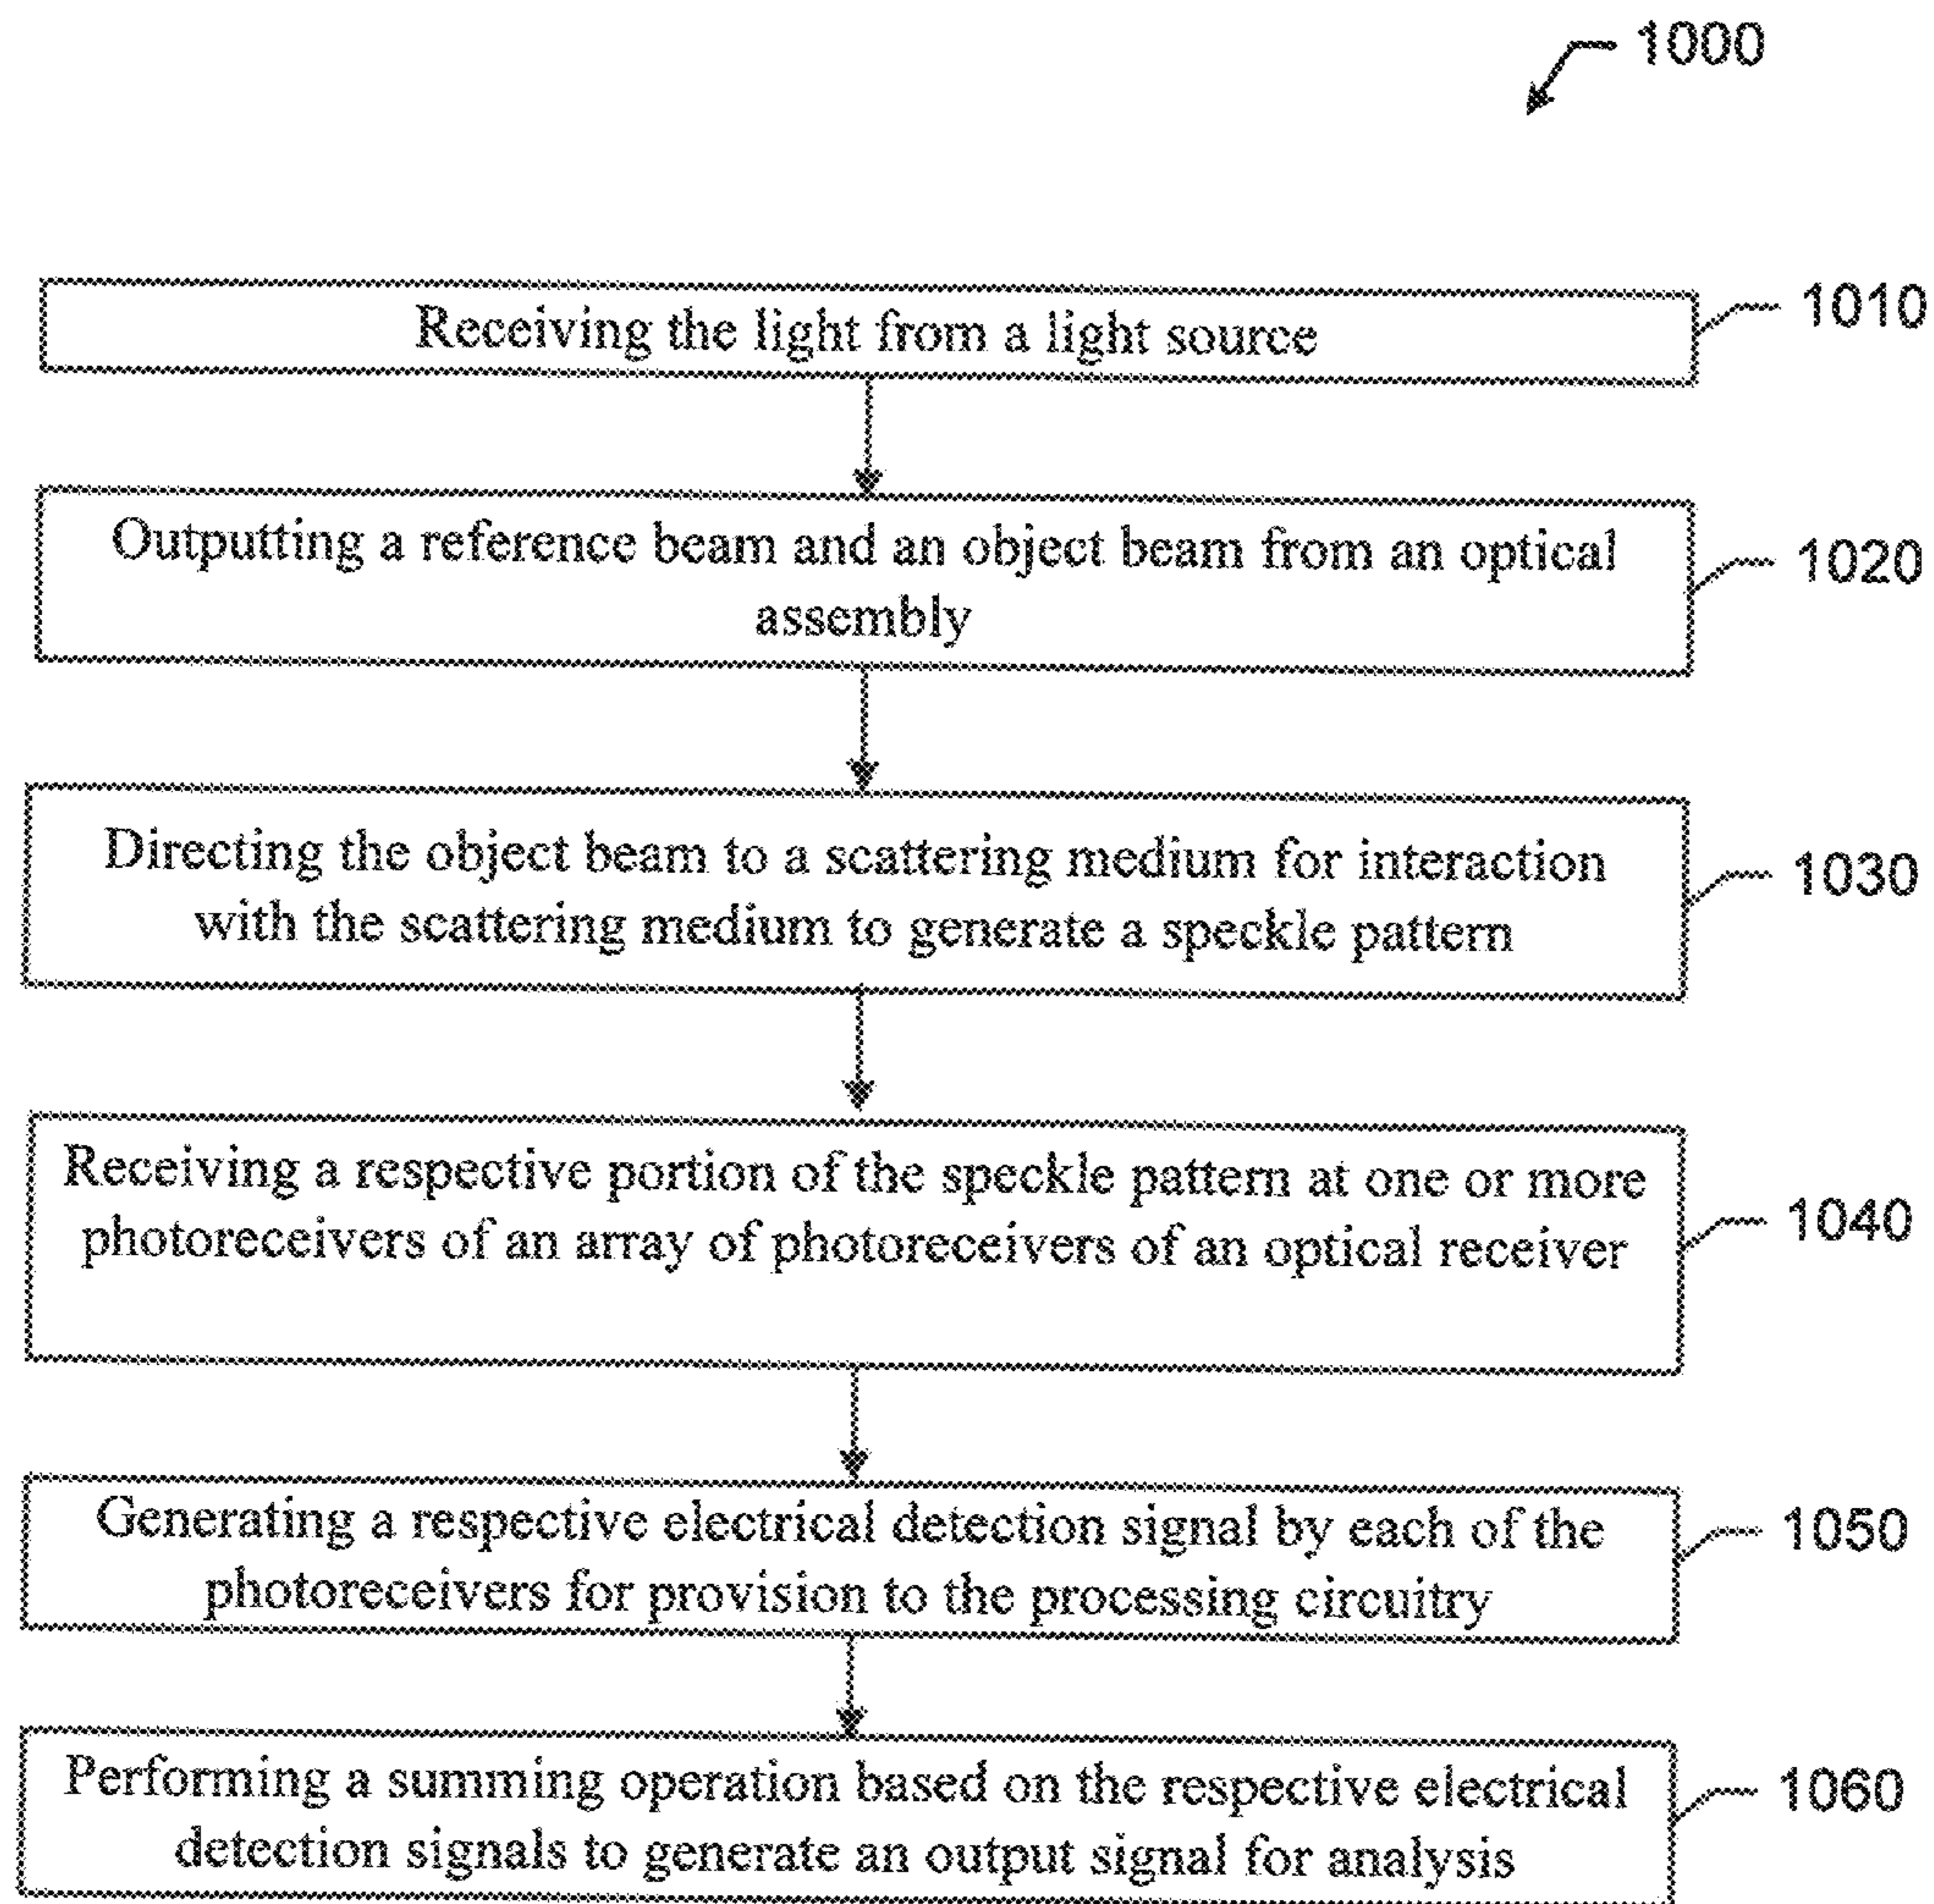 1000
Receiving the light from a light source
1010
Outputting a reference beam and an object beam from an optical
assembly
1020
Directing the object beam to a scattering medium for interaction
with the scattering medium to generate a speckle pattern
1030
Receiving a respective portion of the speckle pattern at one or more
photoreceivers of an array of photoreceivers of an optical receiver
1040
Generating a respective electrical detection signal by each of the
photoreceivers for provision to the processing circuitry
1050
Performing a summing operation based on the respective electrical
detection signals to generate an output signal for analysis
1060